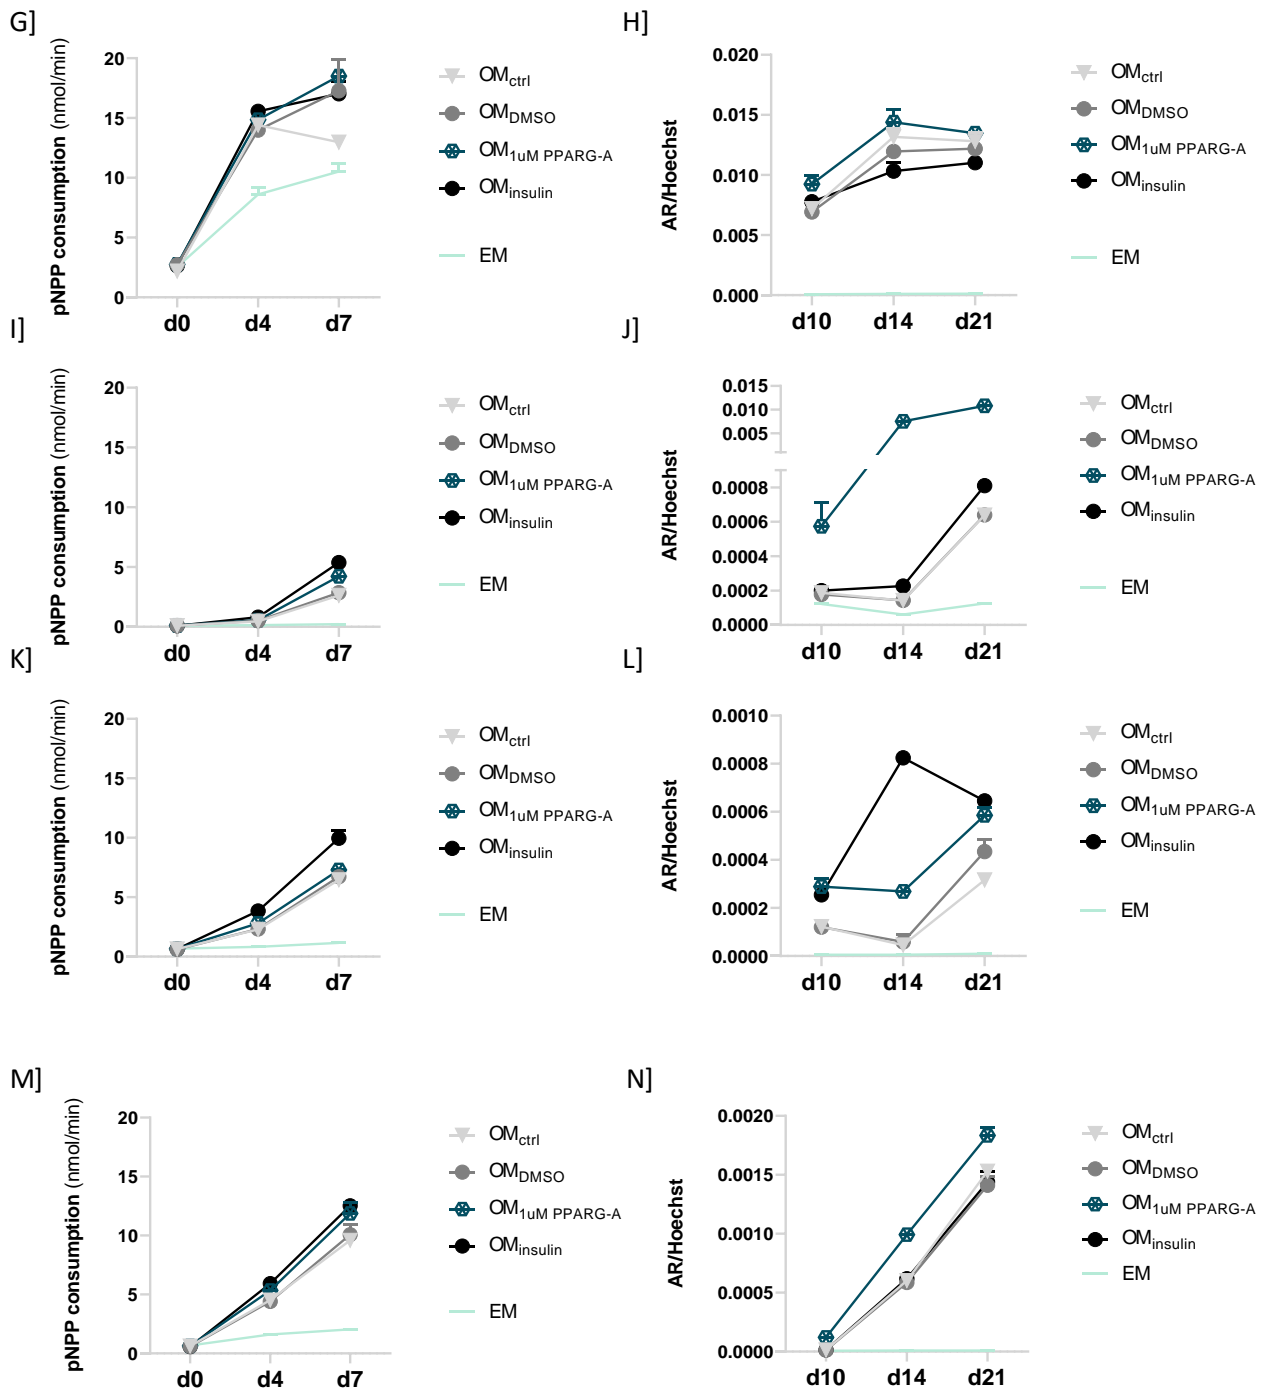 G]
pNPP consumption (nmol/min)
20
15
10
5
0
d0 d4 d7
OMctrl
OMDMSO
OM1uM PPARG-A
OMinsulin
EM
H]
AR/Hoechst
0.020
0.015
0.010
0.005
0.000
d10 d14 d21
OMctrl
OMDMSO
OM1uM PPARG-A
OMinsulin
EM
I]
pNPP consumption (nmol/min)
20
15
10
5
0
d0 d4 d7
OMctrl
OMDMSO
OM1uM PPARG-A
OMinsulin
EM
J]
AR/Hoechst
0.015
0.010
0.005
0.0008
0.0006
0.0004
0.0002
0.0000
d10 d14 d21
OMctrl
OMDMSO
OM1uM PPARG-A
OMinsulin
EM
K]
pNPP consumption (nmol/min)
20
15
10
5
0
d0 d4 d7
OMctrl
OMDMSO
OM1uM PPARG-A
OMinsulin
EM
L]
AR/Hoechst
0.0010
0.0008
0.0006
0.0004
0.0002
0.0000
d10 d14 d21
OMctrl
OMDMSO
OM1uM PPARG-A
OMinsulin
EM
M]
pNPP consumption (nmol/min)
20
15
10
5
0
d0 d4 d7
OMctrl
OMDMSO
OM1uM PPARG-A
OMinsulin
EM
N]
AR/Hoechst
0.0020
0.0015
0.0010
0.0005
0.0000
d10 d14 d21
OMctrl
OMDMSO
OM1uM PPARG-A
OMinsulin
EM